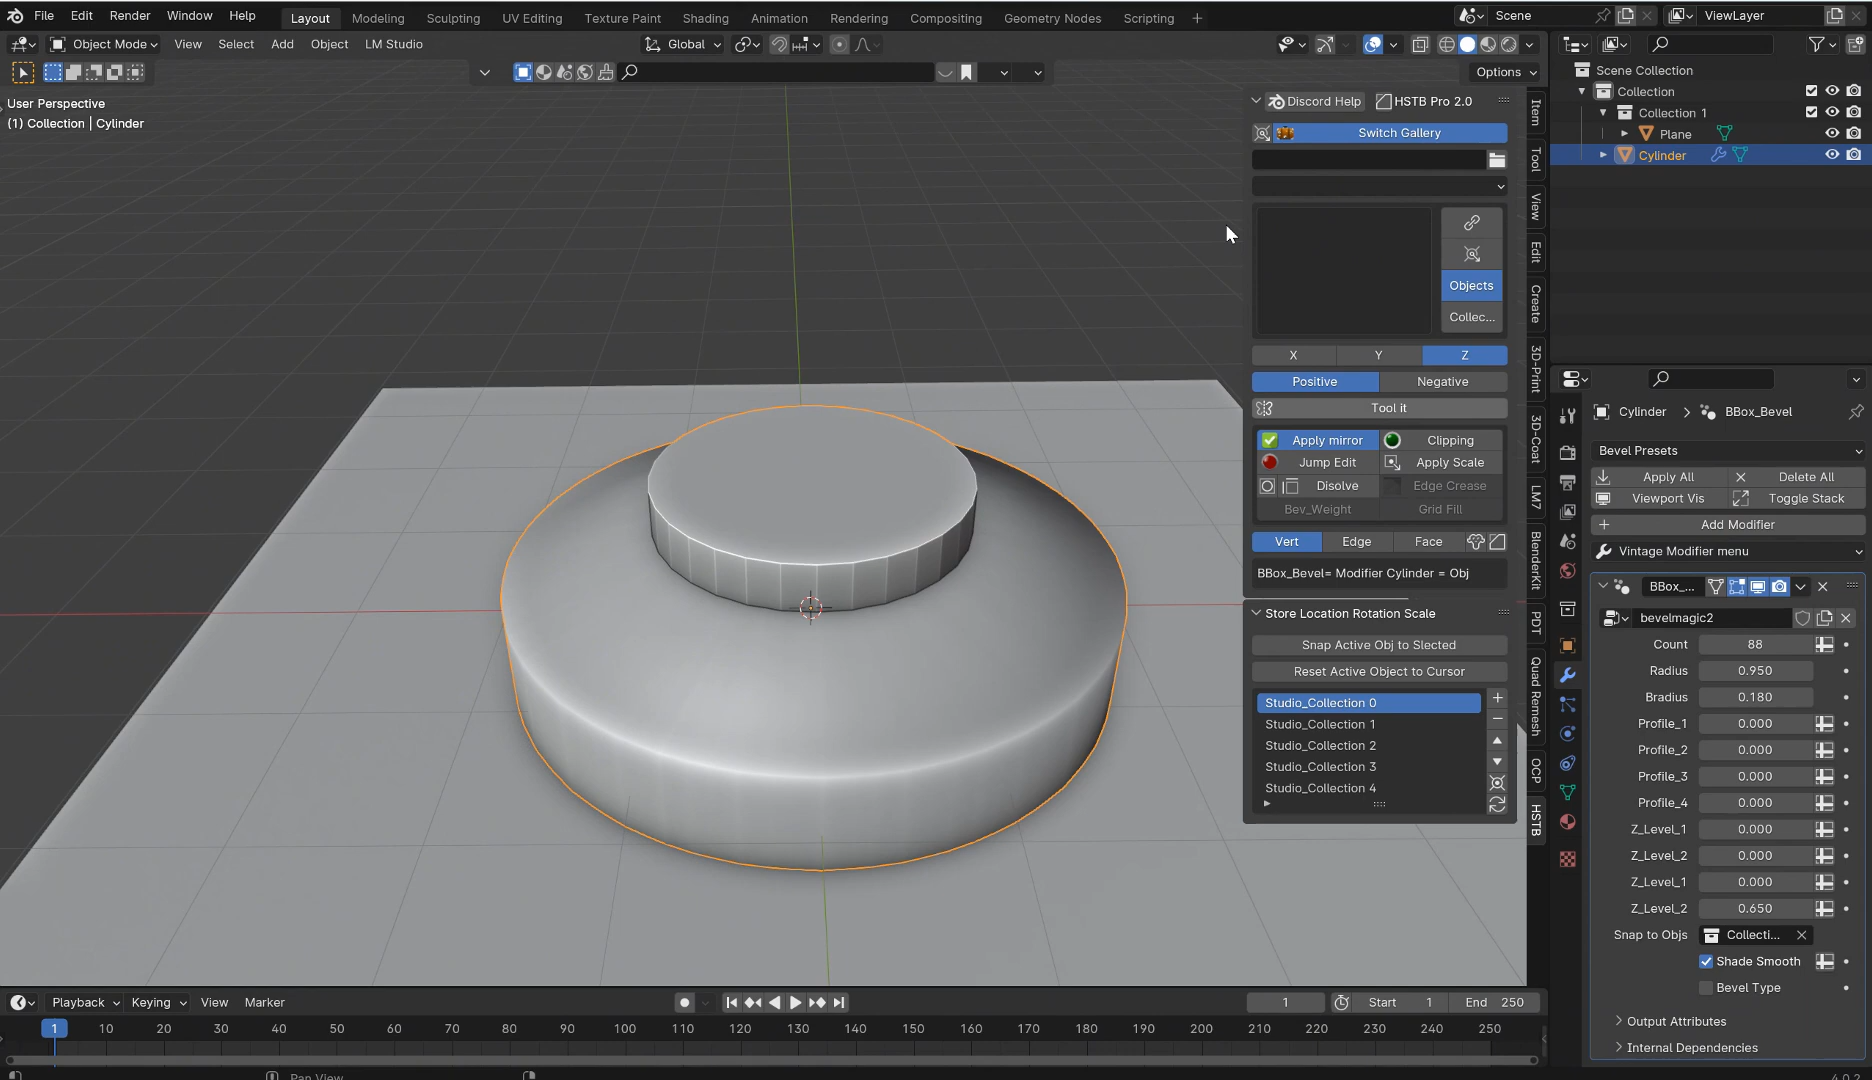 File Edit Render Window Help Layout Modeling Sculpting UV Editing Texture Paint Shading Animation Rendering Compositing Geometry Nodes Scripting + Scene ViewLayer
Object Mode View Select Add Object LM Studio Global
Options
User Perspective
(1) Collection | Cylinder
Discord Help HSTB Pro 2.0
Switch Gallery
Objects
Collec...
X Y Z
Positive Negative
Tool it
Apply mirror Clipping
Jump Edit Apply Scale
Disolve Edge Crease
Bev_Weight Grid Fill
Vert Edge Face
BBox_Bevel= Modifier Cylinder = Obj
Store Location Rotation Scale
Snap Active Obj to Slected
Reset Active Object to Cursor
Studio_Collection 0
Studio_Collection 1
Studio_Collection 2
Studio_Collection 3
Studio_Collection 4
Item
Tool
View
Edit
Create
3D-Print
3D-Coat
LM7
BlenderKit
PDT
Quad Remesh
OCP
HSTB
Scene Collection
Collection
Collection 1
Plane
Cylinder
Cylinder > BBox_Bevel
Bevel Presets
Apply All Delete All
Viewport Vis Toggle Stack
Add Modifier
Vintage Modifier menu
BBox_...
bevelmagic2
Count 88
Radius 0.950
Bradius 0.180
Profile_1 0.000
Profile_2 0.000
Profile_3 0.000
Profile_4 0.000
Z_Level_1 0.000
Z_Level_2 0.000
Z_Level_1 0.000
Z_Level_2 0.650
Snap to Objs Collecti...
Shade Smooth
Bevel Type
Output Attributes
Internal Dependencies
Playback Keying View Marker 1 Start 1 End 250
1 10 20 30 40 50 60 70 80 90 100 110 120 130 140 150 160 170 180 190 200 210 220 230 240 250
Pan View 4.0.2